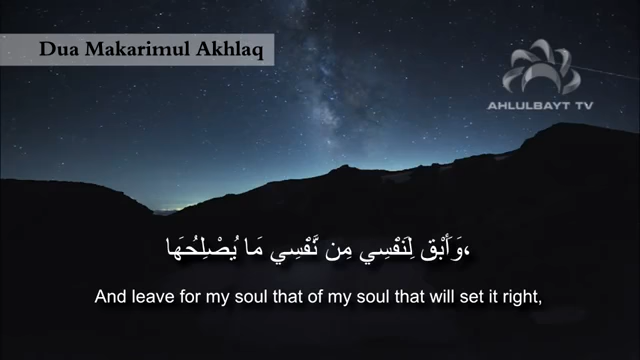 Dua Makarimul Akhlaq
AHLULBAYT TV
وَأَبْقِ لِنَفْسِي مِن نَّفْسِي مَا يُصْلِحُهَا،
And leave for my soul that of my soul that will set it right,